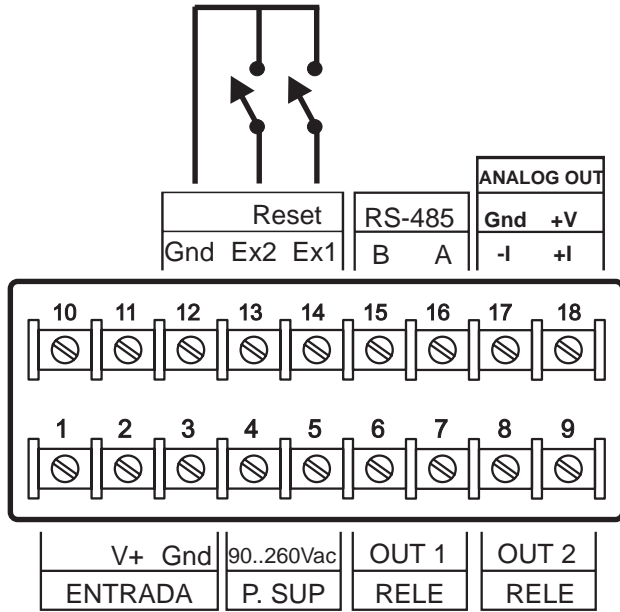 ANALOG OUT
Reset
RS-485
Gnd +V
Gnd Ex2 Ex1
B A
-I +I
10 11 12 13 14 15 16 17 18
1 2 3 4 5 6 7 8 9
V+ Gnd
90..260Vac
OUT 1
OUT 2
ENTRADA
P. SUP
RELE
RELE